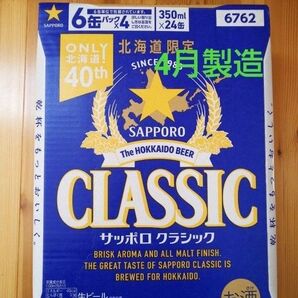 SAPPORO
6缶パック×4
350ml
×24缶
6762
ONLY
北海道!
40th
北海道限定
4月製造
SINCE 1985
SAPPORO
The HOKKAIDO BEER
CLASSIC
サッポロ クラシック
BRISK AROMA AND ALL MALT FINISH.
THE GREAT TASTE OF SAPPORO CLASSIC IS
BREWED FOR HOKKAIDO.
生ビール
お酒